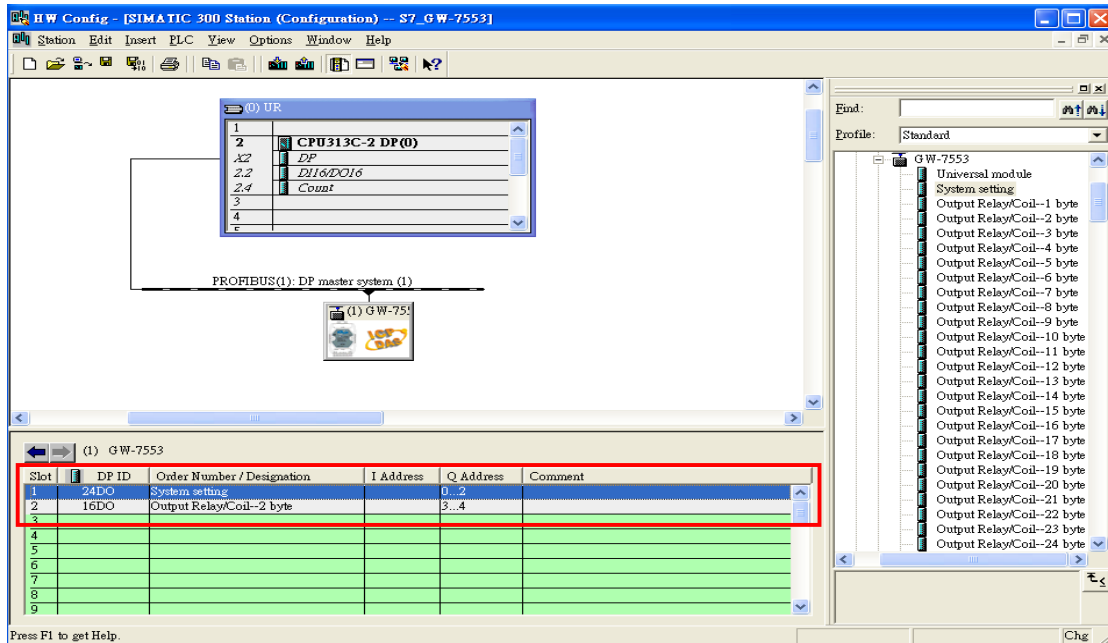 HW Config - [SIMATIC 300 Station (Configuration) -- S7_GW-7553]
Station Edit Insert PLC View Options Window Help
(0) UR
1
2 CPU313C-2 DP(0)
X2 DP
2.2 DI16/DO16
2.4 Count
3
4
PROFIBUS(1): DP master system (1)
(1) GW-75
ICP
DAS
Find:
Profile: Standard
GW-7553
Universal module
System setting
Output Relay/Coil--1 byte
Output Relay/Coil--2 byte
Output Relay/Coil--3 byte
Output Relay/Coil--4 byte
Output Relay/Coil--5 byte
Output Relay/Coil--6 byte
Output Relay/Coil--7 byte
Output Relay/Coil--8 byte
Output Relay/Coil--9 byte
Output Relay/Coil--10 byte
Output Relay/Coil--11 byte
Output Relay/Coil--12 byte
Output Relay/Coil--13 byte
Output Relay/Coil--14 byte
Output Relay/Coil--15 byte
Output Relay/Coil--16 byte
Output Relay/Coil--17 byte
Output Relay/Coil--18 byte
Output Relay/Coil--19 byte
Output Relay/Coil--20 byte
Output Relay/Coil--21 byte
Output Relay/Coil--22 byte
Output Relay/Coil--23 byte
Output Relay/Coil--24 byte
(1) GW-7553
Slot DP ID Order Number / Designation I Address Q Address Comment
1 24DO System setting 0...2
2 16DO Output Relay/Coil--2 byte 3...4
3
4
5
6
7
8
9
Press F1 to get Help.
Chg